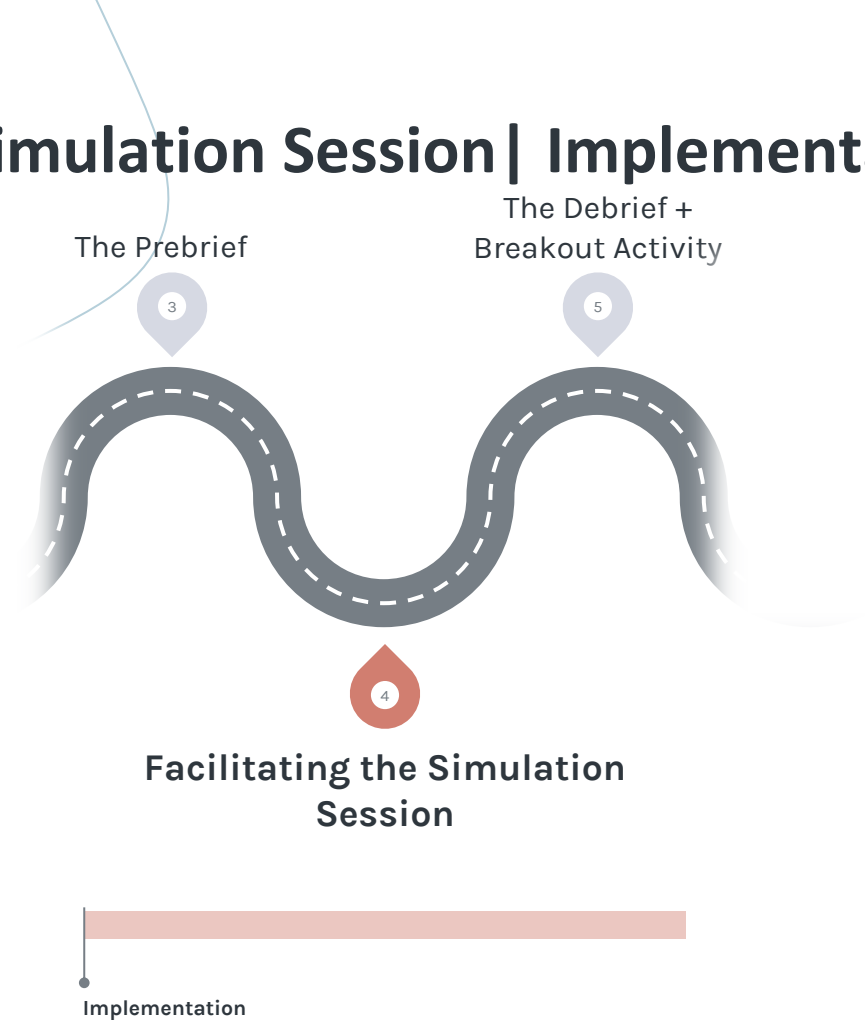 imulation Session| Implement
The Debrief +
Breakout Activity
The Prebrief
3
5
4
Facilitating the Simulation
Session
Implementation